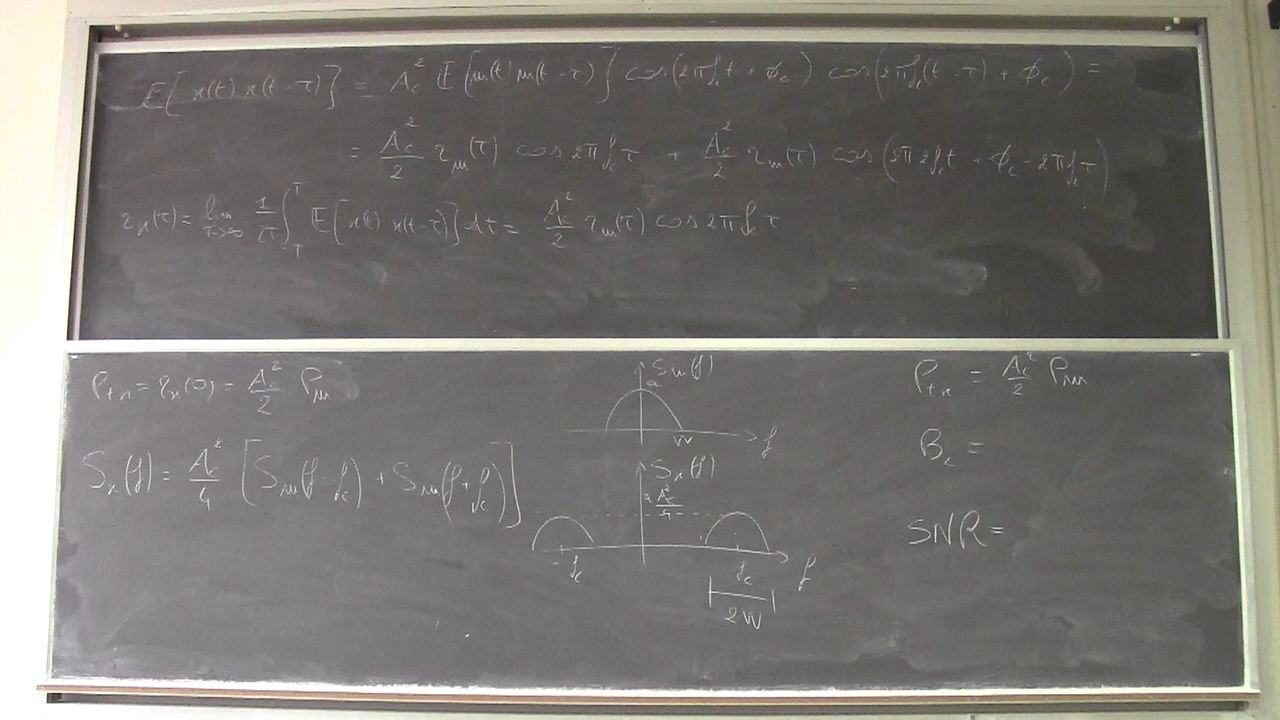 E[x(t) x(t-τ)] = A_c^2 E[m(t) m(t-τ)] cos(2πf_c t + ϕ_c) cos(2πf_c(t-τ) + ϕ_c) =
= A_c^2/2 r_m(τ) cos 2πf_c τ + A_c^2/2 r_m(τ) cos(2π2f_c t + ϕ_c - 2πf_c τ)
r_x(τ) = lim T→∞ 1/2T ∫_{-T}^{T} E[x(t) x(t-τ)] dt = A_c^2/2 r_m(τ) cos 2πf_c τ
P_tx = r_x(0) = A_c^2/2 P_m
S_x(f) = A_c^2/4 [S_m(f-f_c) + S_m(f+f_c)]
S_m(f)
a
W
f
S_x(f)
a A_c^2/4
-f_c
f_c
f
2W
P_tx = A_c^2/2 P_m
B_c =
SNR =